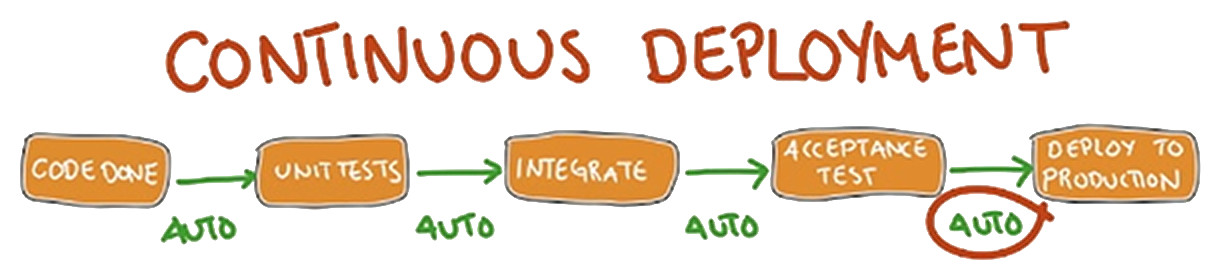 CONTINUOUS DEPLOYMENT
CODE DONE
UNIT TESTS
INTEGRATE
ACCEPTANCE
TEST
DEPLOY TO
PRODUCTION
AUTO
AUTO
AUTO
AUTO